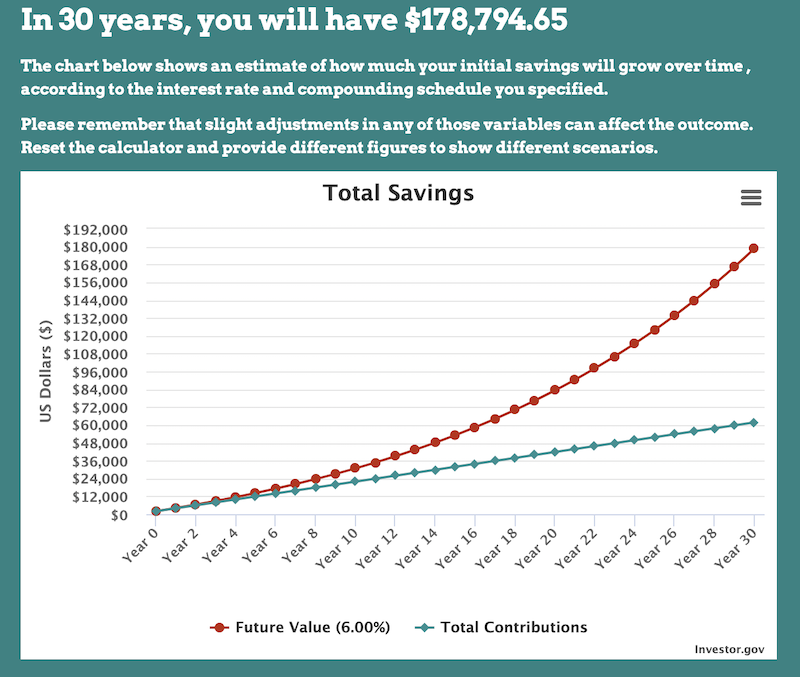 In 30 years, you will have $178,794.65
The chart below shows an estimate of how much your initial savings will grow over time ,
according to the interest rate and compounding schedule you specified.
Please remember that slight adjustments in any of those variables can affect the outcome.
Reset the calculator and provide different figures to show different scenarios.
Total Savings
US Dollars ($)
$192,000
$180,000
$168,000
$156,000
$144,000
$132,000
$120,000
$108,000
$96,000
$84,000
$72,000
$60,000
$48,000
$36,000
$24,000
$12,000
$0
Year 0
Year 2
Year 4
Year 6
Year 8
Year 10
Year 12
Year 14
Year 16
Year 18
Year 20
Year 22
Year 24
Year 26
Year 28
Year 30
Future Value (6.00%)
Total Contributions
Investor.gov